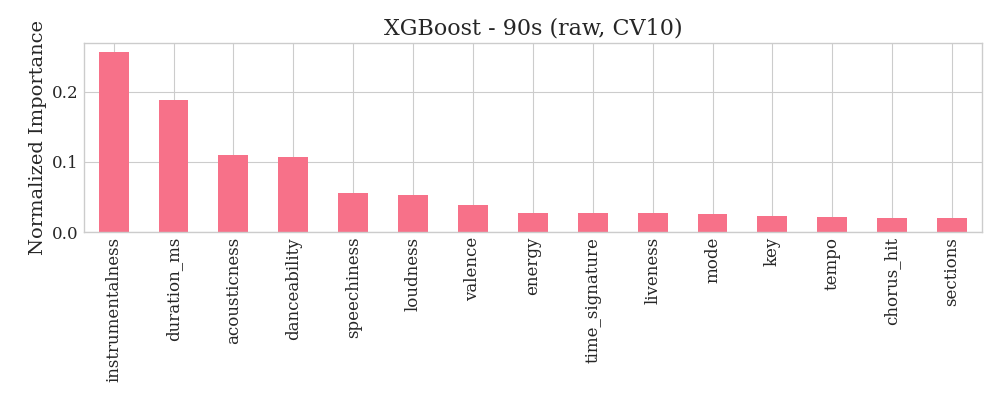 XGBoost - 90s (raw, CV10)
Normalized Importance
0.2
0.1
0.0
instrumentalness
duration_ms
acousticness
danceability
speechiness
loudness
valence
energy
time_signature
liveness
mode
key
tempo
chorus_hit
sections